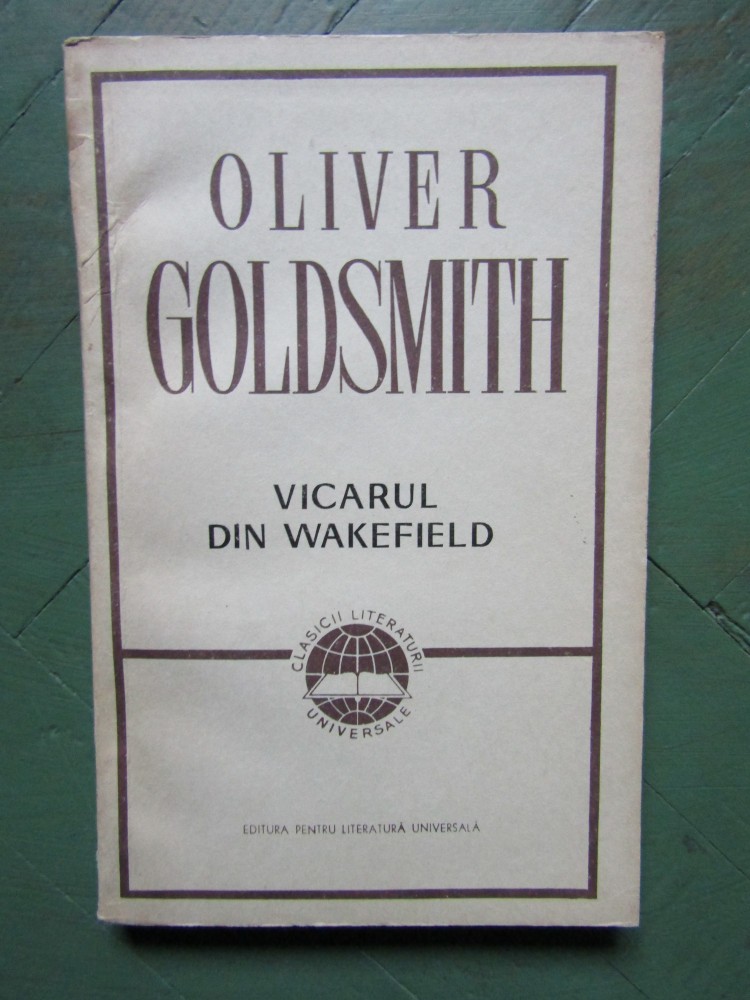 OLIVER
GOLDSMITH
VICARUL
DIN WAKEFIELD
CLASICII LITERATURII
UNIVERSALE
EDITURA PENTRU LITERATURĂ UNIVERSALĂ